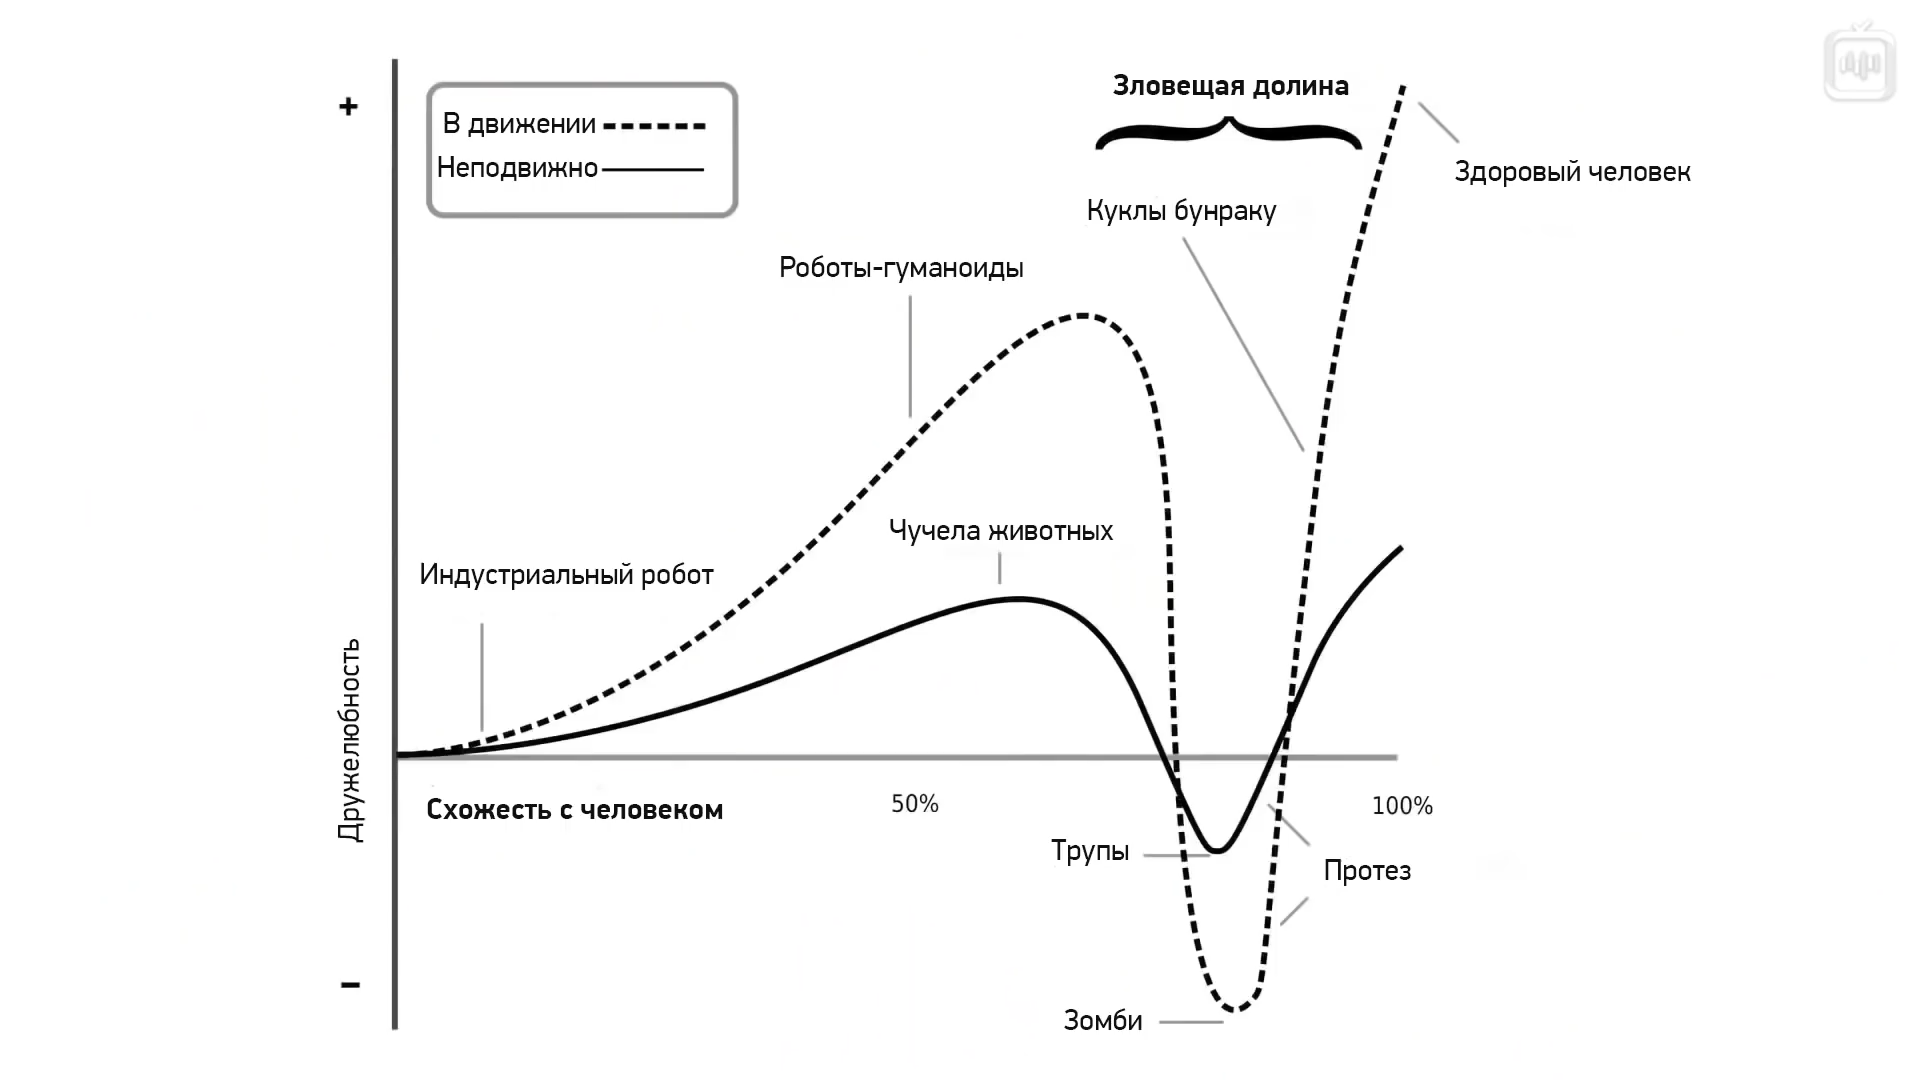 +
В движении
Неподвижно
Зловещая долина
Здоровый человек
Куклы бунраку
Роботы-гуманоиды
Чучела животных
Индустриальный робот
Дружелюбность
Схожесть с человеком
50%
100%
Трупы
Протез
–
Зомби